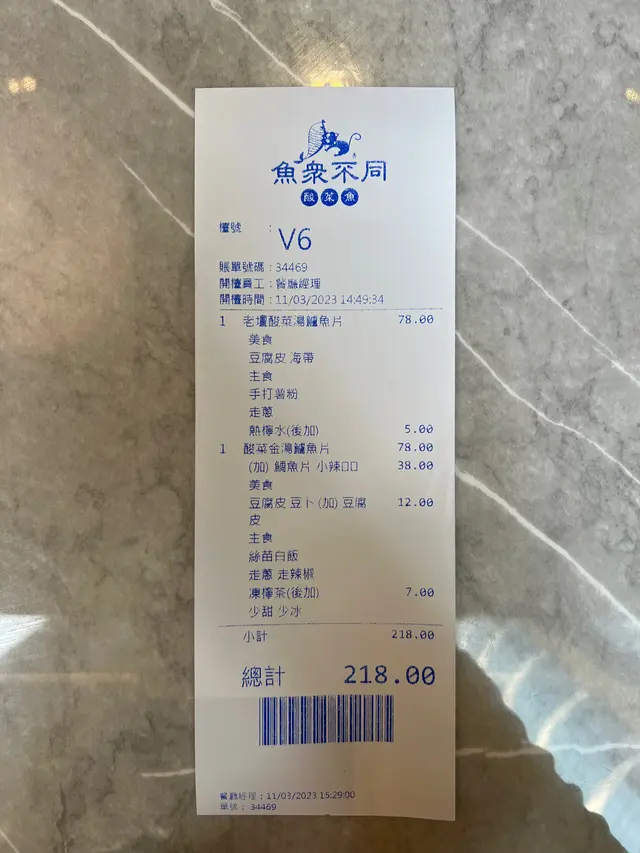 魚衆不同
酸菜魚
檯號 : V6
賬單號碼 : 34469
開檯員工 : 餐廳經理
開檯時間 : 11/03/2023 14:49:34
1 老壇酸菜湯鱸魚片 78.00
美食
豆腐皮 海帶
主食
手打薯粉
走蔥
熱檸水(後加) 5.00
1 酸菜金湯鱸魚片 78.00
(加) 鯛魚片 小辣□□ 38.00
美食
豆腐皮 豆卜 (加) 豆腐 12.00
皮
主食
絲苗白飯
走蔥 走辣椒
凍檸茶(後加) 7.00
少甜 少冰
小計 218.00
總計 218.00
餐廳經理 : 11/03/2023 15:29:00
單號 : 34469